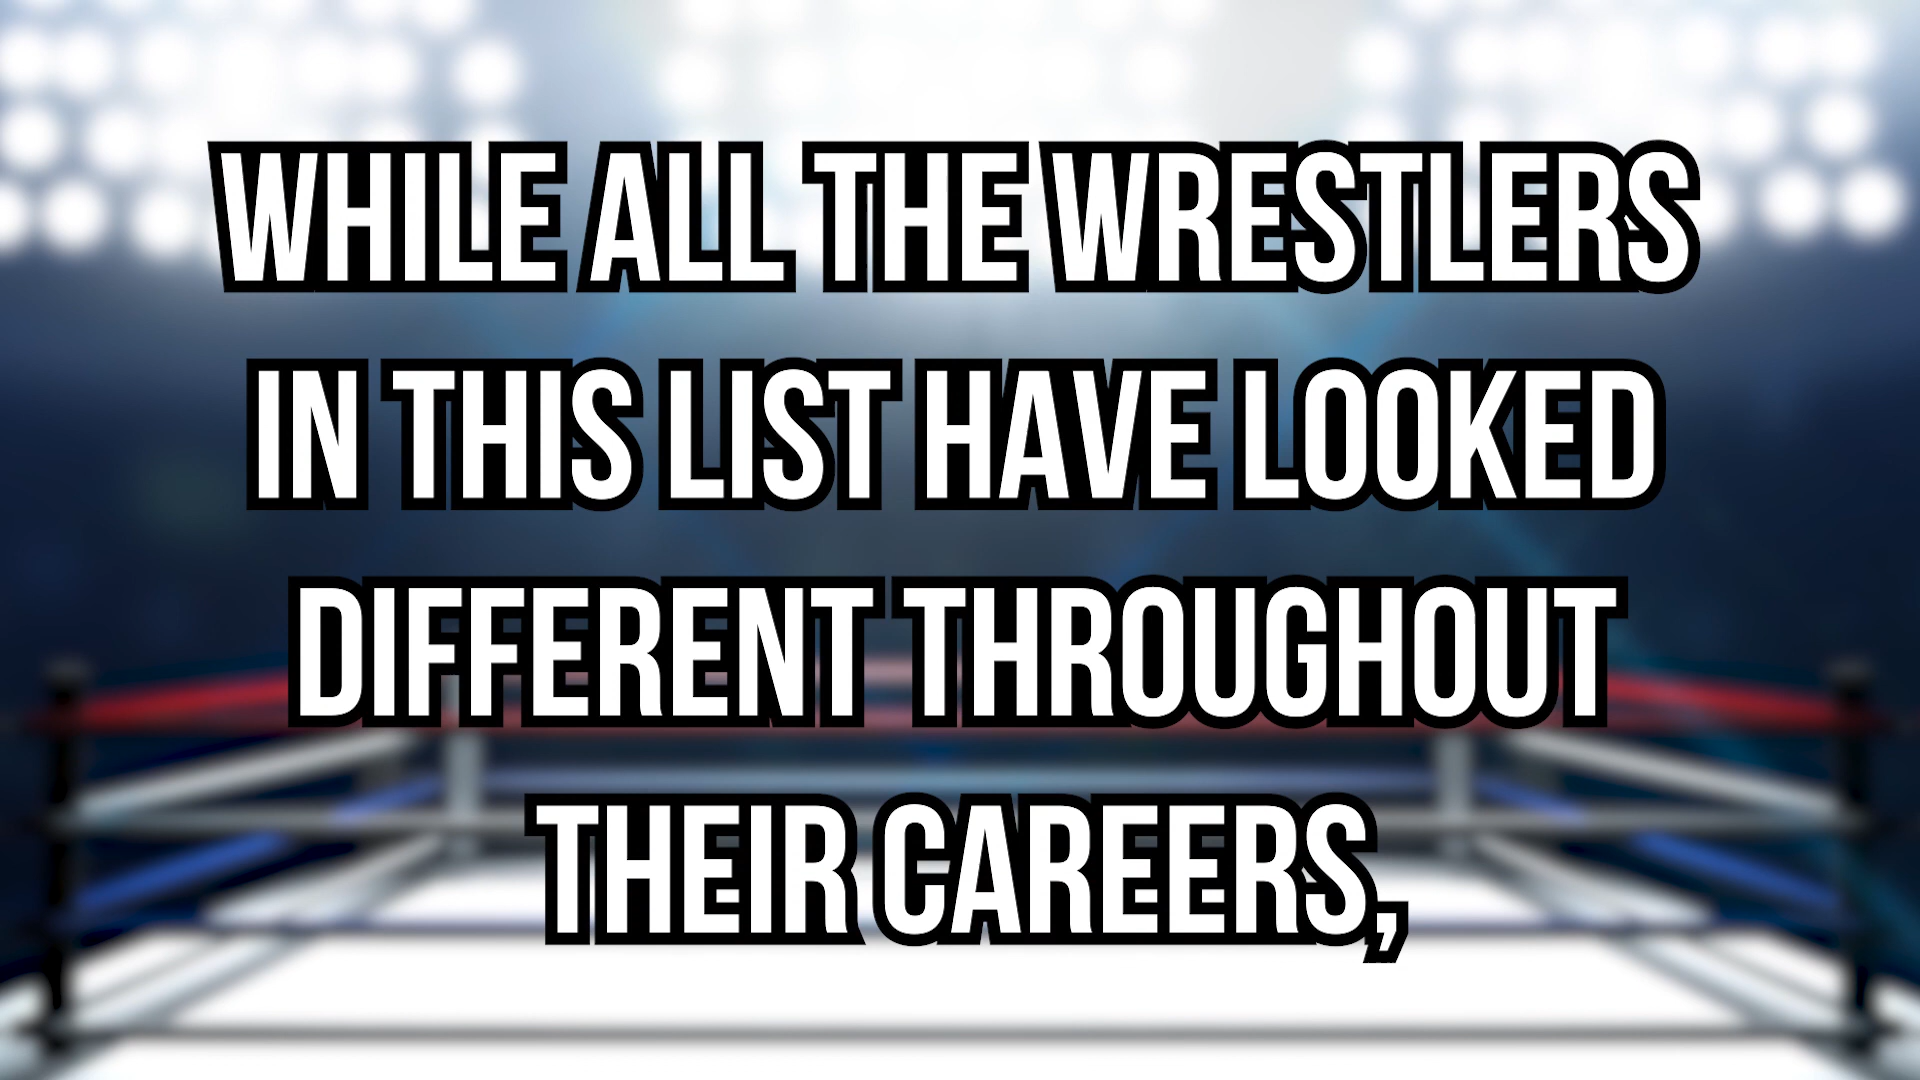 WHILE ALL THE WRESTLERS
IN THIS LIST HAVE LOOKED
DIFFERENT THROUGHOUT
THEIR CAREERS,